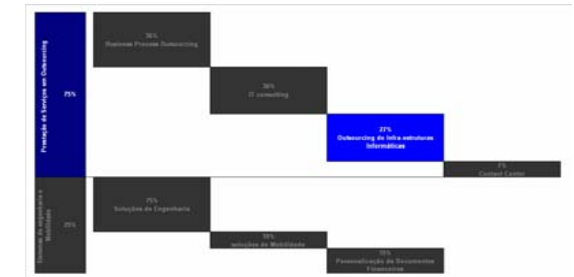 Prestação de Serviços em Outsourcing
75%
36%
Business Process Outsourcing
30%
IT consulting
27%
Outsourcing de Infra-estruturas
Informáticas
7%
Contact Center
Mobilidade
25%
75%
Soluções de Engenharia
10%
soluções de Mobilidade
15%
Personalização de Documentos
Financeiros